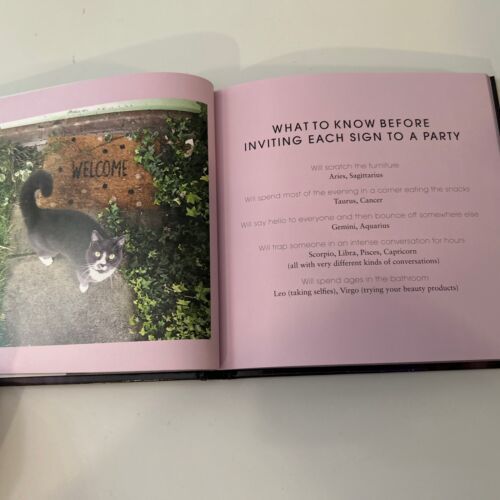 WELCOME
WHAT TO KNOW BEFORE
INVITING EACH SIGN TO A PARTY
Will scratch the furniture
Aries, Sagittarius
Will spend most of the evening in a corner eating the snacks
Taurus, Cancer
Will say hello to everyone and then bounce off somewhere else
Gemini, Aquarius
Will trap someone in an intense conversation for hours
Scorpio, Libra, Pisces, Capricorn
(all with very different kinds of conversations)
Will spend ages in the bathroom
Leo (taking selfies), Virgo (trying your beauty products)